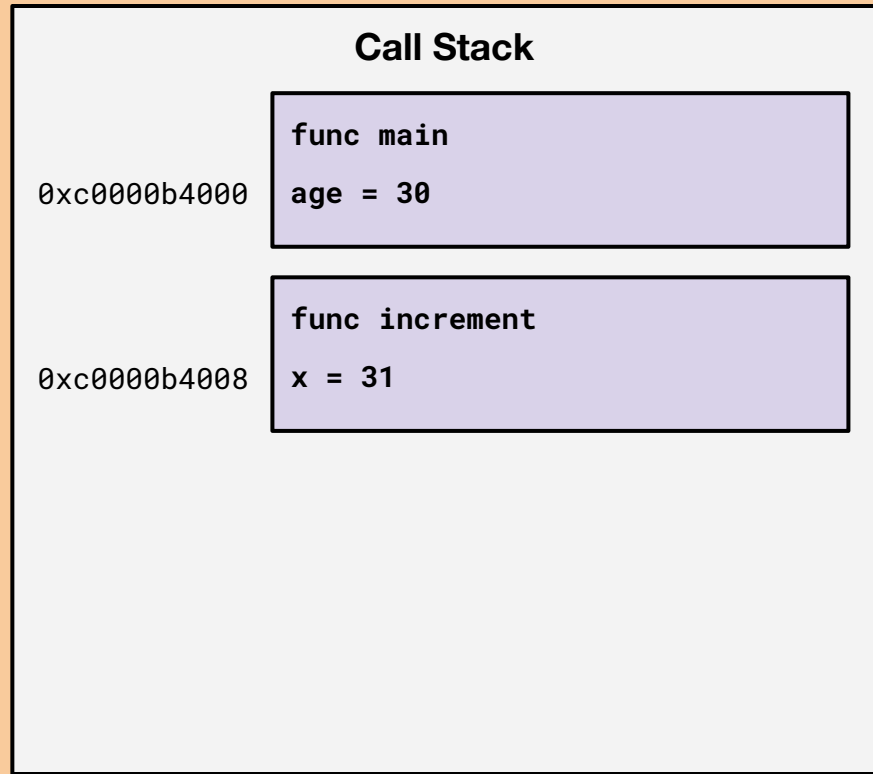 Call Stack
func main
0xc0000b4000 age = 30
func increment
0xc0000b4008 x = 31